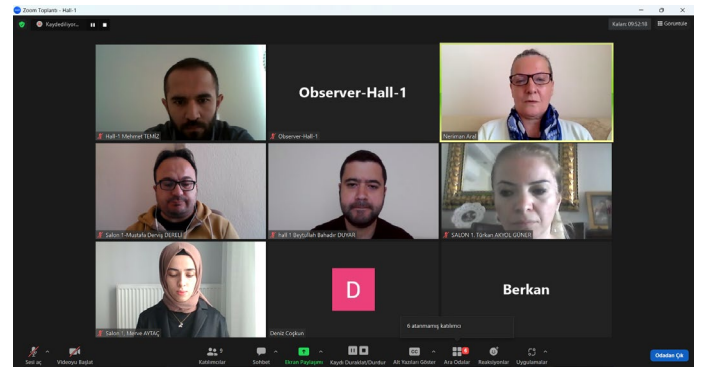 Zoom Toplantı - Hall-1
Kaydediliyor...
Kalan: 09:52:18
Görüntüle
Hall-1 Mehmet TEMİZ
Observer-Hall-1
Observer-Hall-1
Neriman Aral
Salon 1-Mustafa Derviş DERELİ
hall 1 Beytullah Bahadır DUYAR
SALON 1. Türkan AKYOL GÜNER
Salon 1, Merve AYTAÇ
D
Deniz Coşkun
Berkan
6 atanmamış katılımcı
Sesi aç
Videoyu Başlat
9
Katılımcılar
Sohbet
Ekran Paylaşımı
Kaydı Duraklat/Durdur
CC
Alt Yazıları Göster
Ara Odalar
Reaksiyonlar
Uygulamalar
Odadan Çık